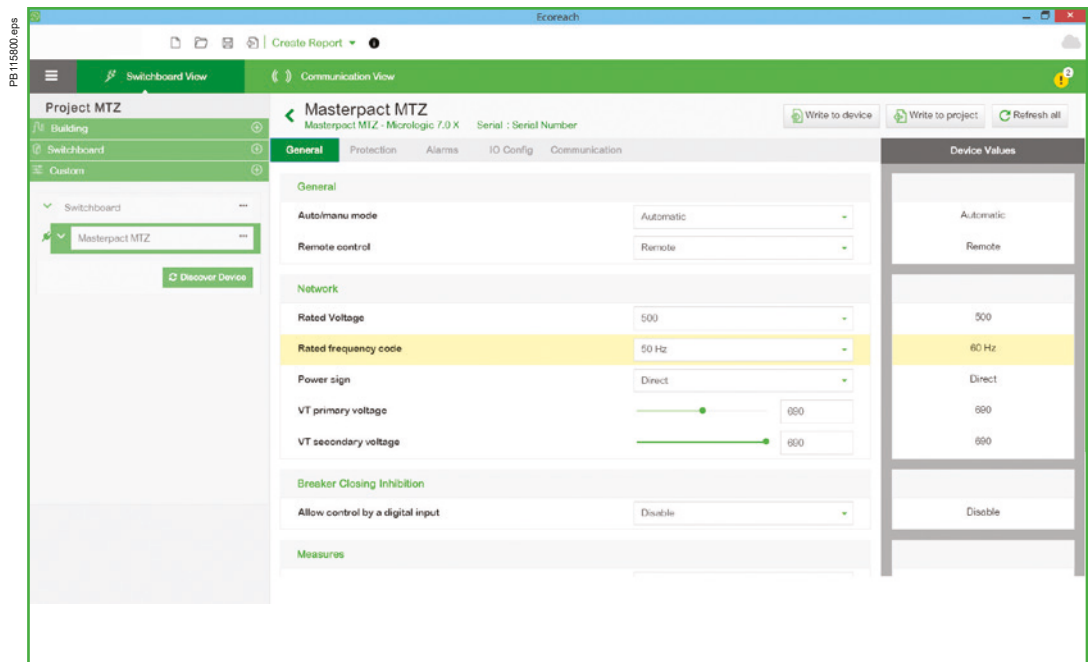 PB115800.eps
Ecoreach
Create Report
Switchboard View
Communication View
2
Project MTZ
Building
Switchboard
Custom
Switchboard
Masterpact MTZ
Discover Device
Masterpact MTZ
Masterpact MTZ - Micrologic 7.0 X Serial : Serial Number
Write to device Write to project Refresh all
General Protection Alarms IO Config Communication
Device Values
General
Auto/manu mode Automatic Automatic
Remote control Remote Remote
Network
Rated Voltage 500 500
Rated frequency code 50 Hz 60 Hz
Power sign Direct Direct
VT primary voltage 690 690
VT secondary voltage 690 690
Breaker Closing Inhibition
Allow control by a digital input Disable Disable
Measures